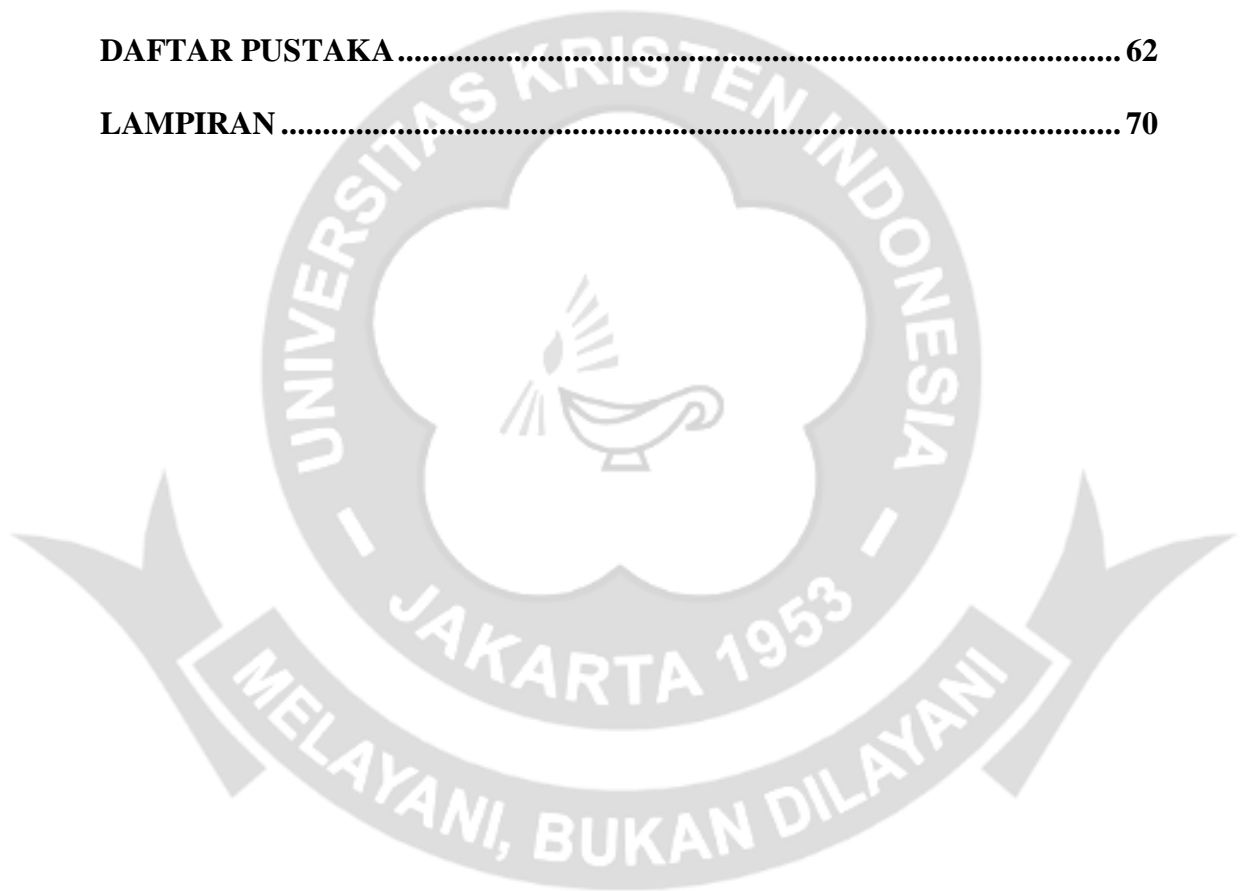 DAFTAR PUSTAKA ........................................................................................ 62
LAMPIRAN ...................................................................................................... 70
UNIVERSITAS KRISTEN INDONESIA
– JAKARTA 1953 –
MELAYANI, BUKAN DILAYANI